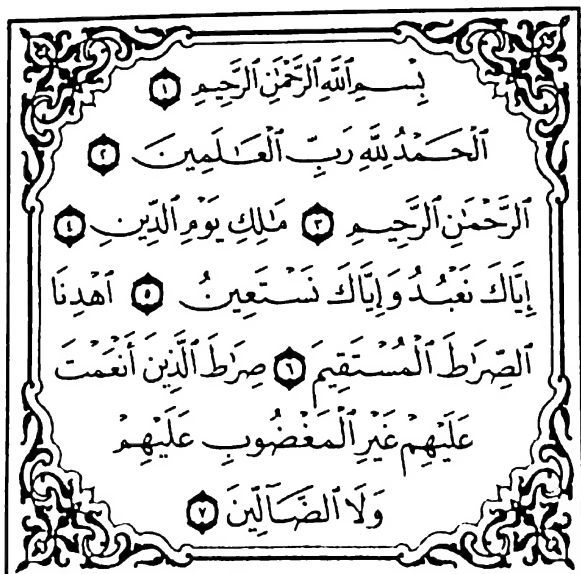 بِسْمِ ٱللَّهِ ٱلرَّحْمَٰنِ ٱلرَّحِيمِ ١
ٱلْحَمْدُ لِلَّهِ رَبِّ ٱلْعَٰلَمِينَ ٢
ٱلرَّحْمَٰنِ ٱلرَّحِيمِ ٣ مَٰلِكِ يَوْمِ ٱلدِّينِ ٤
إِيَّاكَ نَعْبُدُ وَإِيَّاكَ نَسْتَعِينُ ٥ ٱهْدِنَا
ٱلصِّرَٰطَ ٱلْمُسْتَقِيمَ ٦ صِرَٰطَ ٱلَّذِينَ أَنْعَمْتَ
عَلَيْهِمْ غَيْرِ ٱلْمَغْضُوبِ عَلَيْهِمْ
وَلَا ٱلضَّآلِّينَ ٧